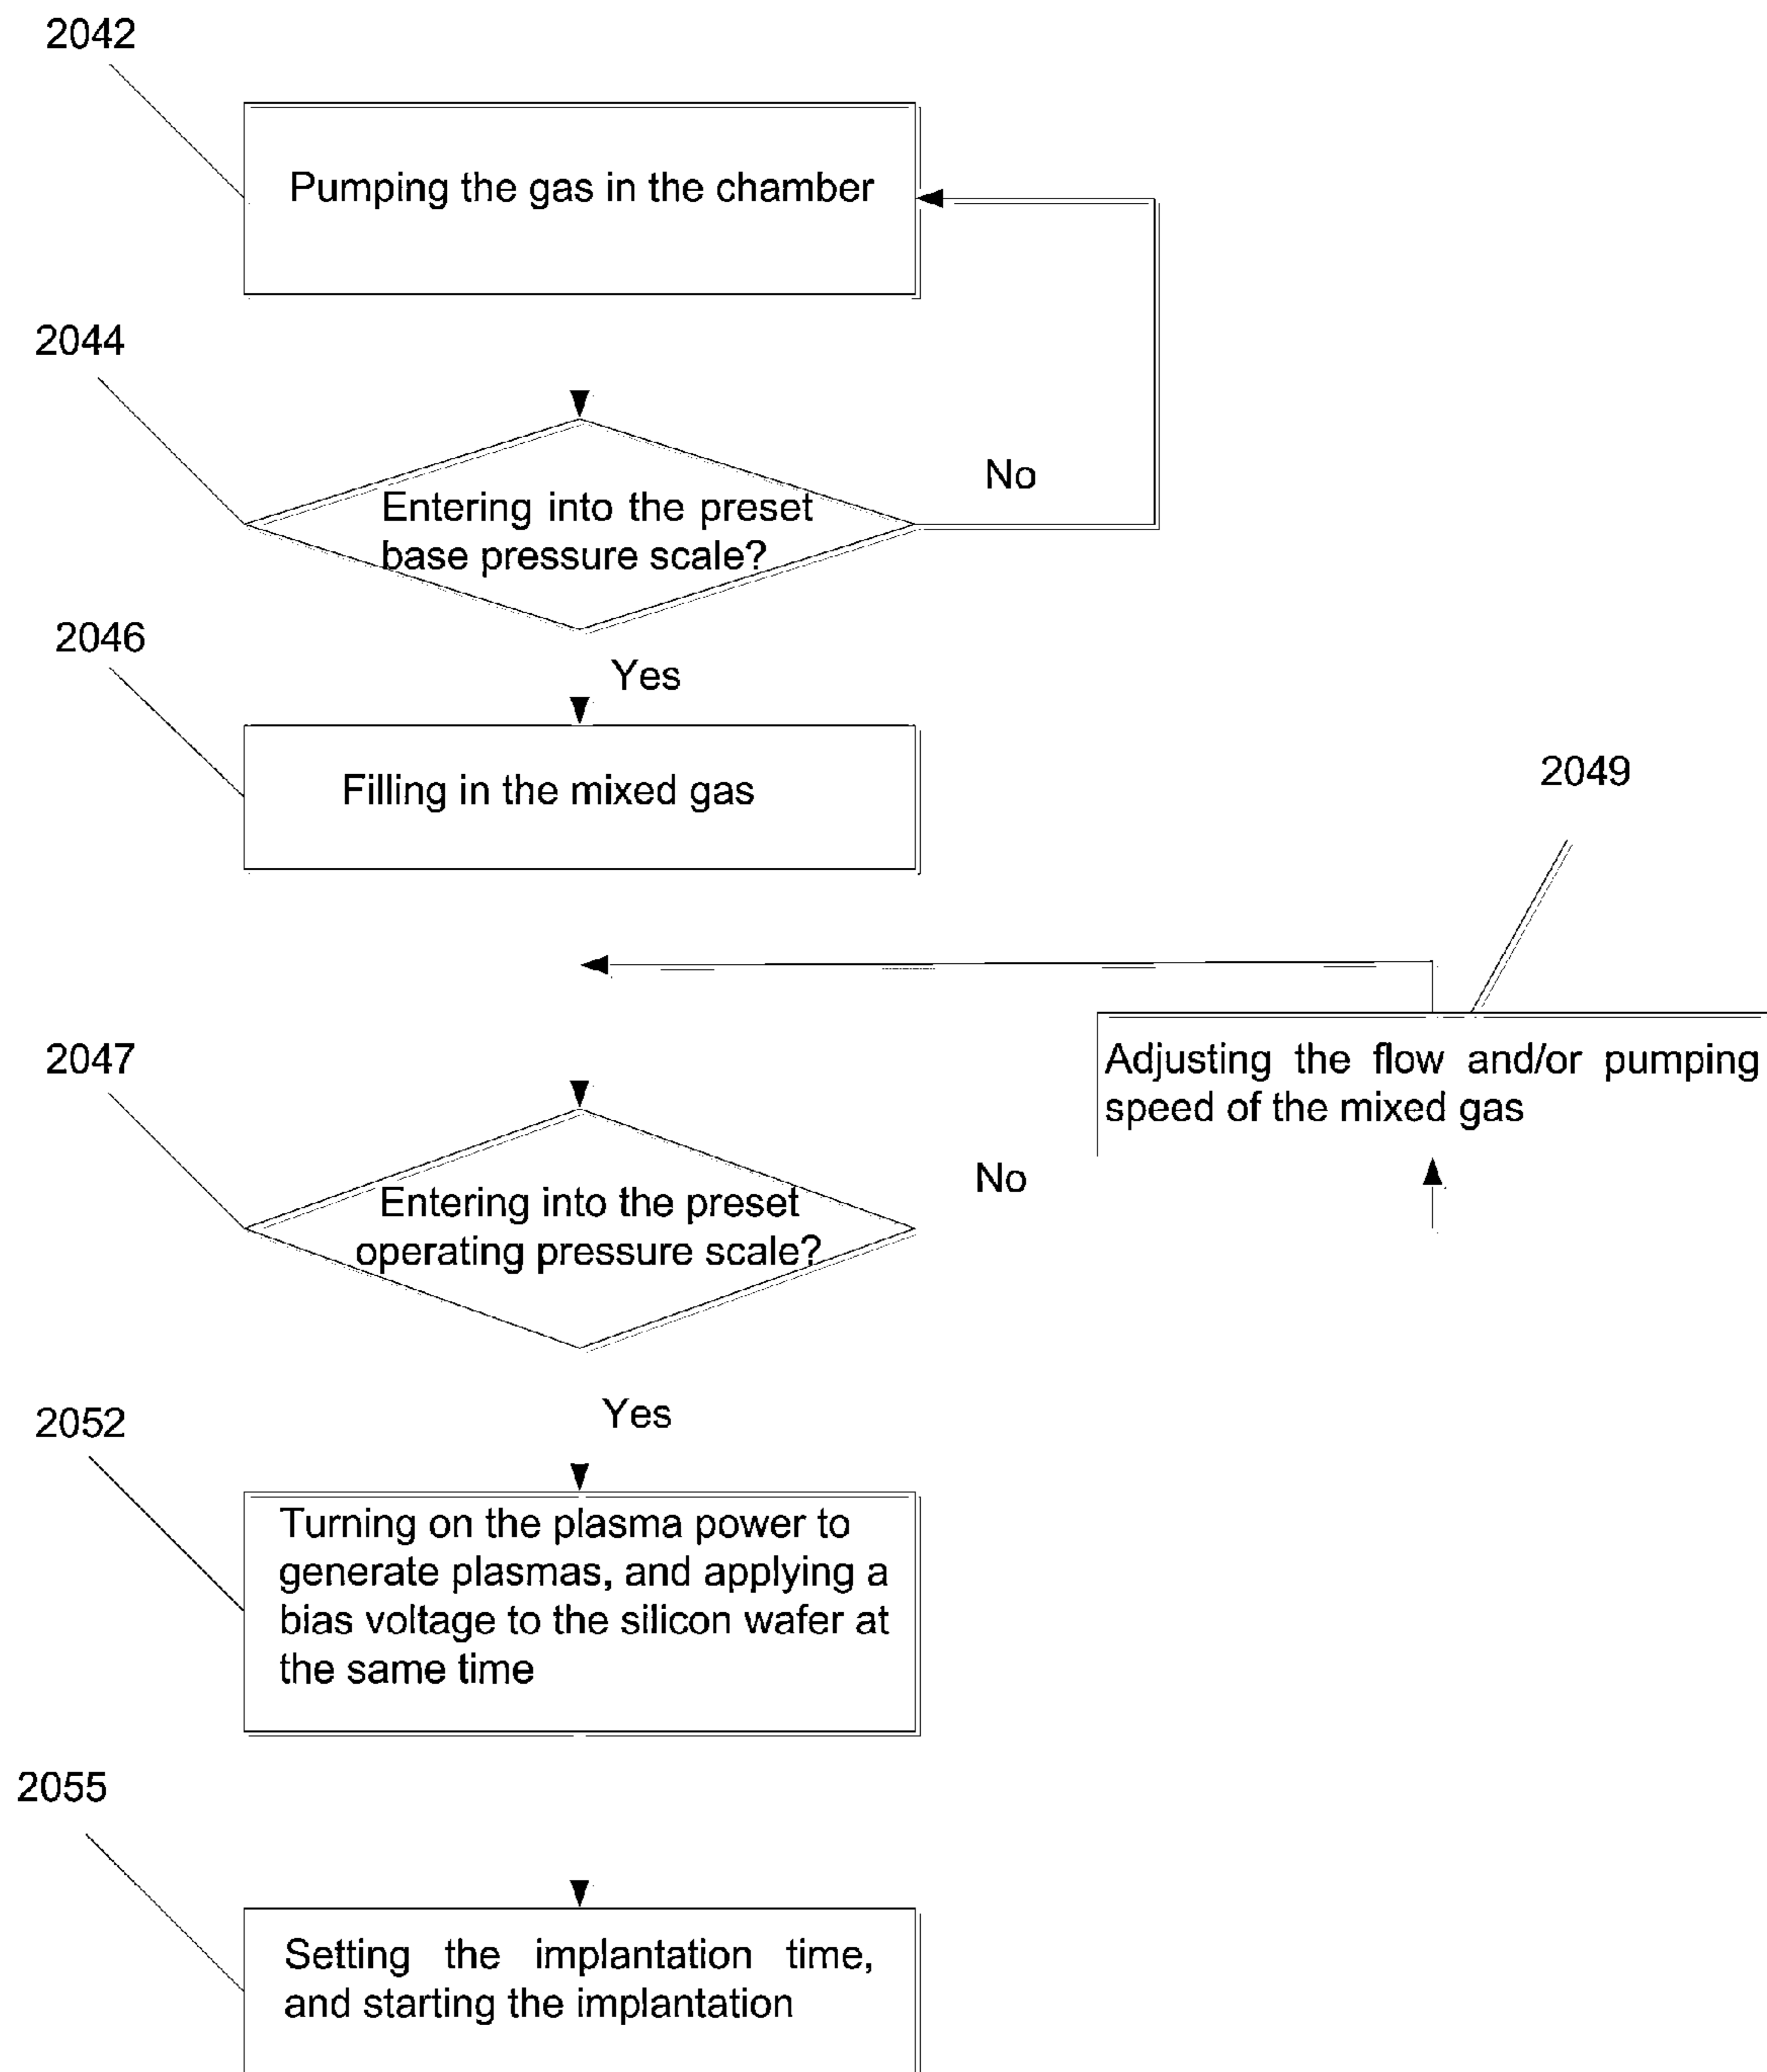 2042
Pumping the gas in the chamber
2044
No
Entering into the preset
base pressure scale?
2046
Yes
Filling in the mixed gas
2049
2047
Adjusting the flow and/or pumping
speed of the mixed gas
No
Entering into the preset
operating pressure scale?
2052
Yes
Turning on the plasma power to
generate plasmas, and applying a
bias voltage to the silicon wafer at
the same time
2055
Setting the implantation time,
and starting the implantation